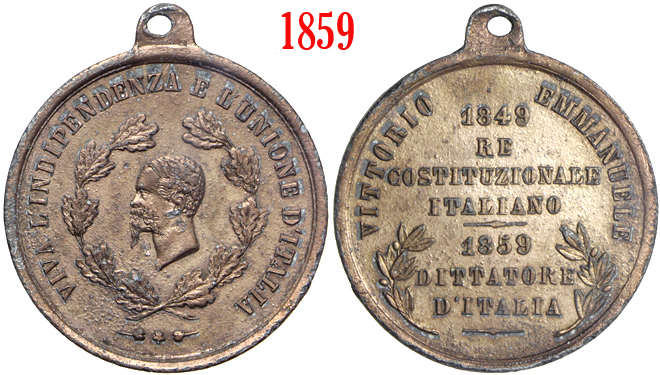 1859
VIVA L'INDIPENDENZA E L'UNIONE D'ITALIA
VITTORIO EMMANUELE
1849
RE
COSTITUZIONALE
ITALIANO
1859
DITTATORE
D'ITALIA